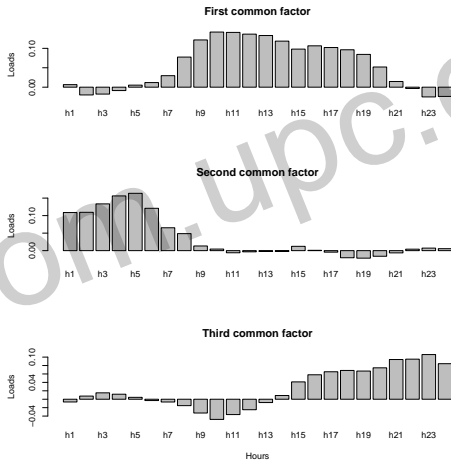 First common factor
Loads
0.10
0.00
h1 h3 h5 h7 h9 h11 h13 h15 h17 h19 h21 h23
Second common factor
Loads
0.10
0.00
h1 h3 h5 h7 h9 h11 h13 h15 h17 h19 h21 h23
Third common factor
Loads
0.10
0.04
−0.04
h1 h3 h5 h7 h9 h11 h13 h15 h17 h19 h21 h23
Hours
om.upc.